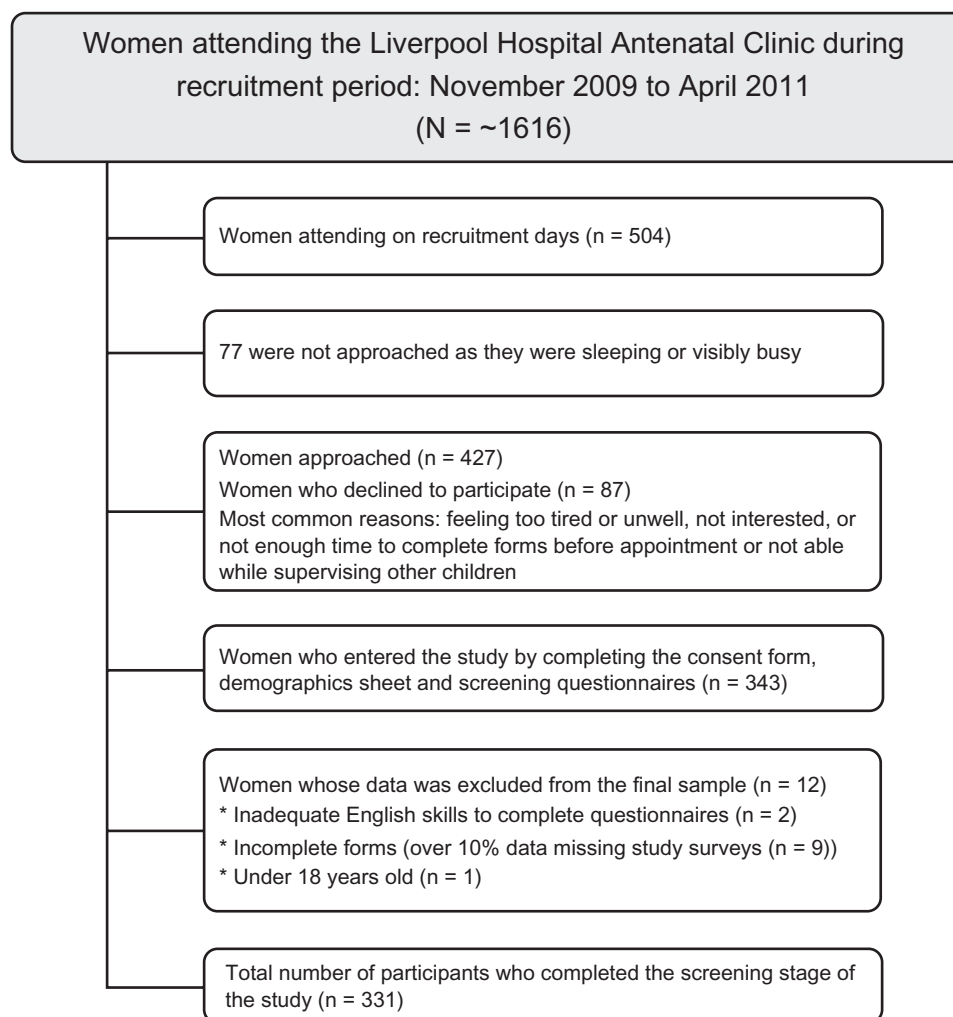 Women attending the Liverpool Hospital Antenatal Clinic during
recruitment period: November 2009 to April 2011
(N = ~1616)
Women attending on recruitment days (n = 504)
77 were not approached as they were sleeping or visibly busy
Women approached (n = 427)
Women who declined to participate (n = 87)
Most common reasons: feeling too tired or unwell, not interested, or
not enough time to complete forms before appointment or not able
while supervising other children
Women who entered the study by completing the consent form,
demographics sheet and screening questionnaires (n = 343)
Women whose data was excluded from the final sample (n = 12)
* Inadequate English skills to complete questionnaires (n = 2)
* Incomplete forms (over 10% data missing study surveys (n = 9))
* Under 18 years old (n = 1)
Total number of participants who completed the screening stage of
the study (n = 331)